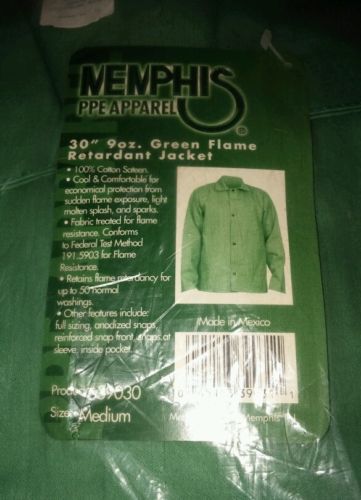 MEMPHIS
PPE APPAREL
®
30" 9oz. Green Flame
Retardant Jacket
• 100% Cotton Sateen.
• Cool & Comfortable for
economical protection from
sudden flame exposure, light
molten splash, and sparks.
• Fabric treated for flame
resistance. Conforms
to Federal Test Method
191.5903 for Flame
Resistance.
• Retains flame retardancy for
up to 50 normal
washings.
• Other features include:
full sizing, anodized snaps,
reinforced snap front, snaps at
sleeve, inside pocket.
Made in Mexico
39030
Size: Medium
Memphis